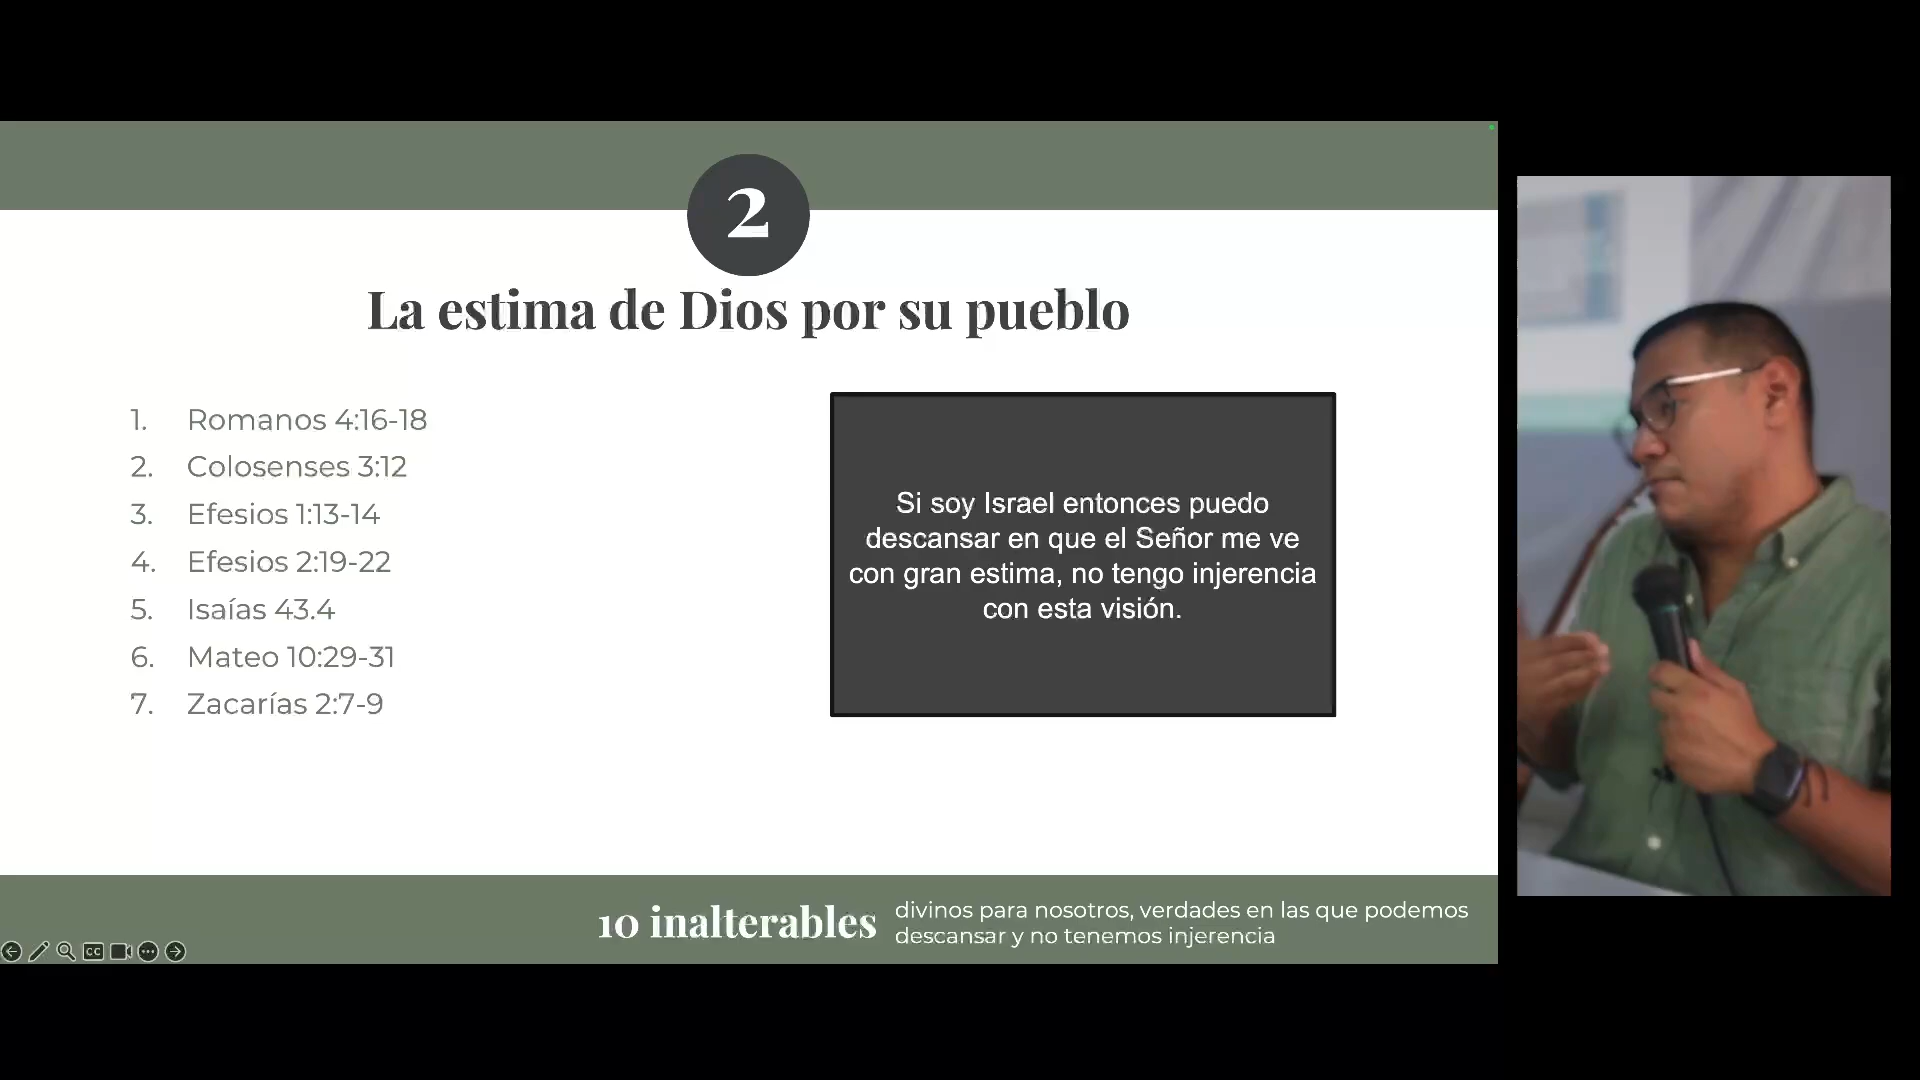 2
La estima de Dios por su pueblo
1. Romanos 4:16-18
2. Colosenses 3:12
3. Efesios 1:13-14
4. Efesios 2:19-22
5. Isaías 43.4
6. Mateo 10:29-31
7. Zacarías 2:7-9
Si soy Israel entonces puedo
descansar en que el Señor me ve
con gran estima, no tengo injerencia
con esta visión.
10 inalterables
divinos para nosotros, verdades en las que podemos
descansar y no tenemos injerencia
CC